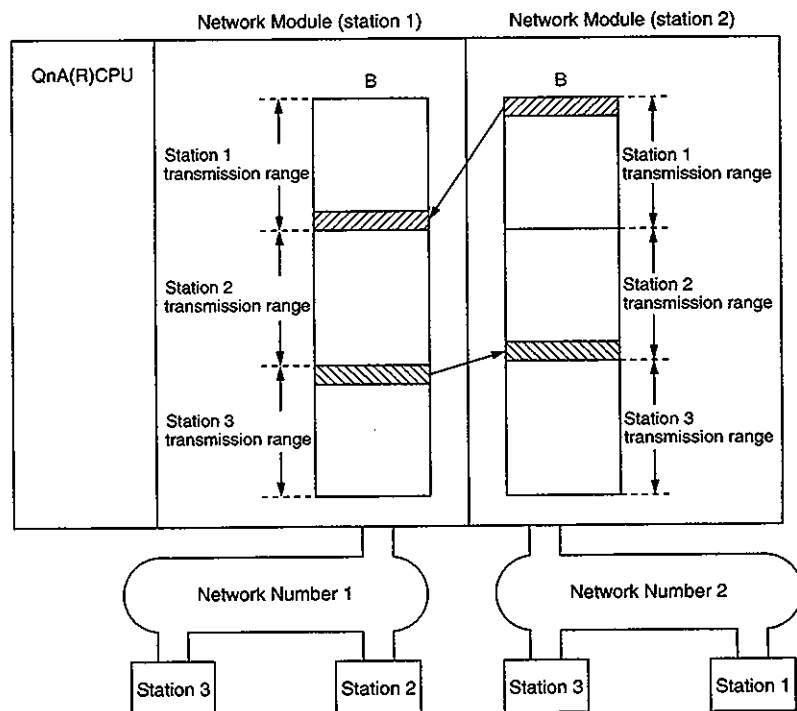 Network Module (station 1)
Network Module (station 2)
QnA(R)CPU
B
B
Station 1
transmission range
Station 1
transmission range
Station 2
transmission range
Station 2
transmission range
Station 3
transmission range
Station 3
transmission range
Network Number 1
Network Number 2
Station 3
Station 2
Station 3
Station 1